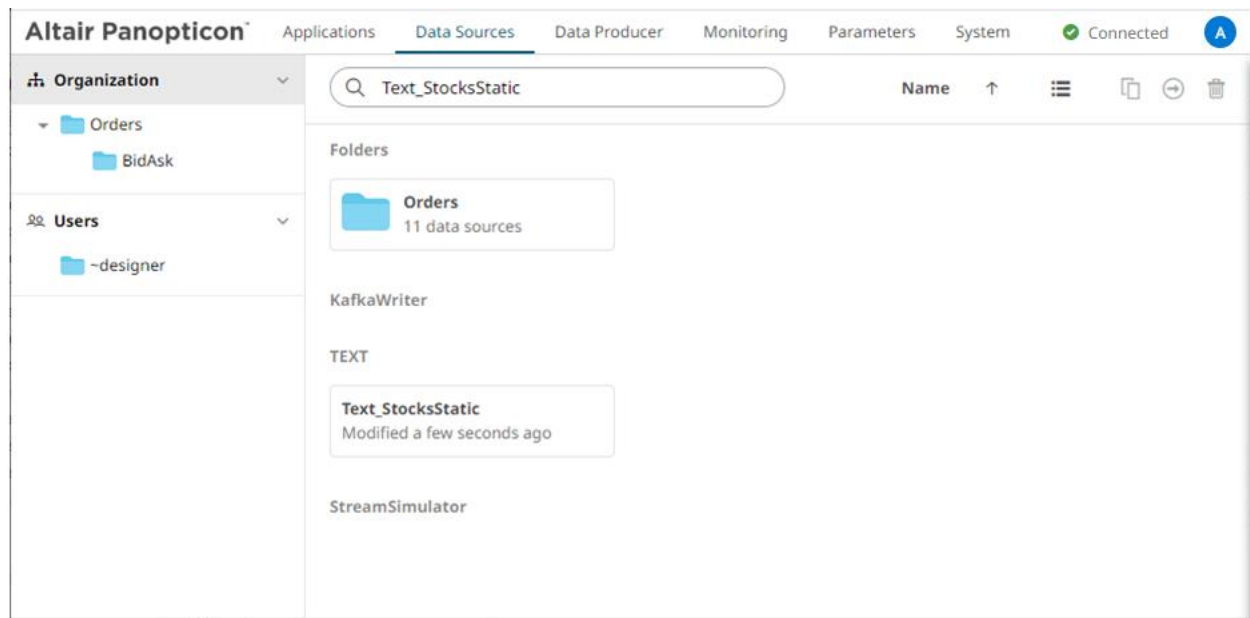 Altair Panopticon™ Applications Data Sources Data Producer Monitoring Parameters System Connected A
Organization
Orders
BidAsk
Users
~designer
Text_StocksStatic Name
Folders
Orders
11 data sources
KafkaWriter
TEXT
Text_StocksStatic
Modified a few seconds ago
StreamSimulator